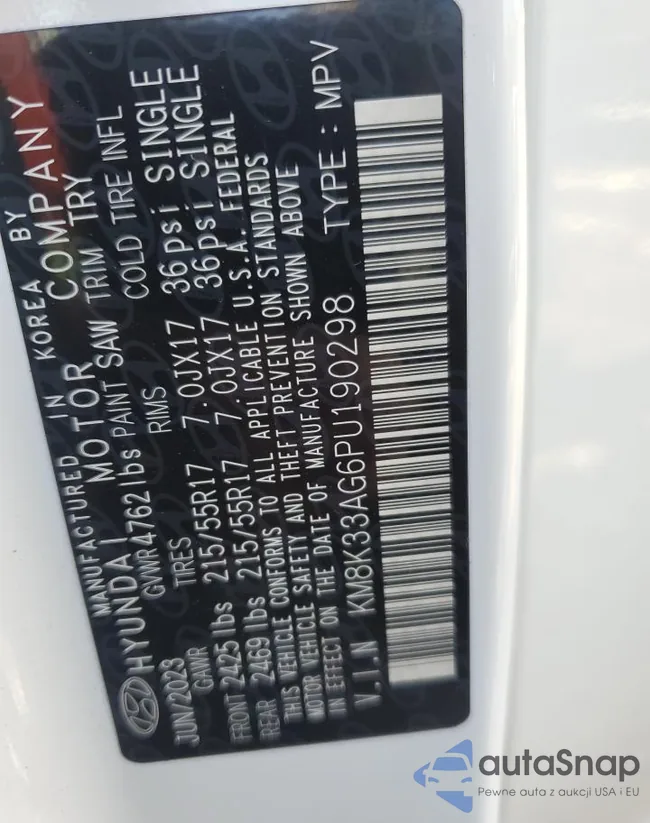 MANUFACTURED IN KOREA BY
HYUNDAI MOTOR COMPANY
GVWR4762lbs PAINT SAW TRIM TRY
JUN/2023 TIRES RIMS COLD TIRE INFL
GAWR
FRONT 2425 lbs 215/55R17 7.0JX17 36psi SINGLE
REAR 2469 lbs 215/55R17 7.0JX17 36psi SINGLE
THIS VEHICLE CONFORMS TO ALL APPLICABLE U.S.A. FEDERAL
MOTOR VEHICLE SAFETY AND THEFT PREVENTION STANDARDS
IN EFFECT ON THE DATE OF MANUFACTURE SHOWN ABOVE
V.I.N KM8K33AG6PU190298 TYPE : MPV
autoSnap
Pewne auta z aukcji USA i EU